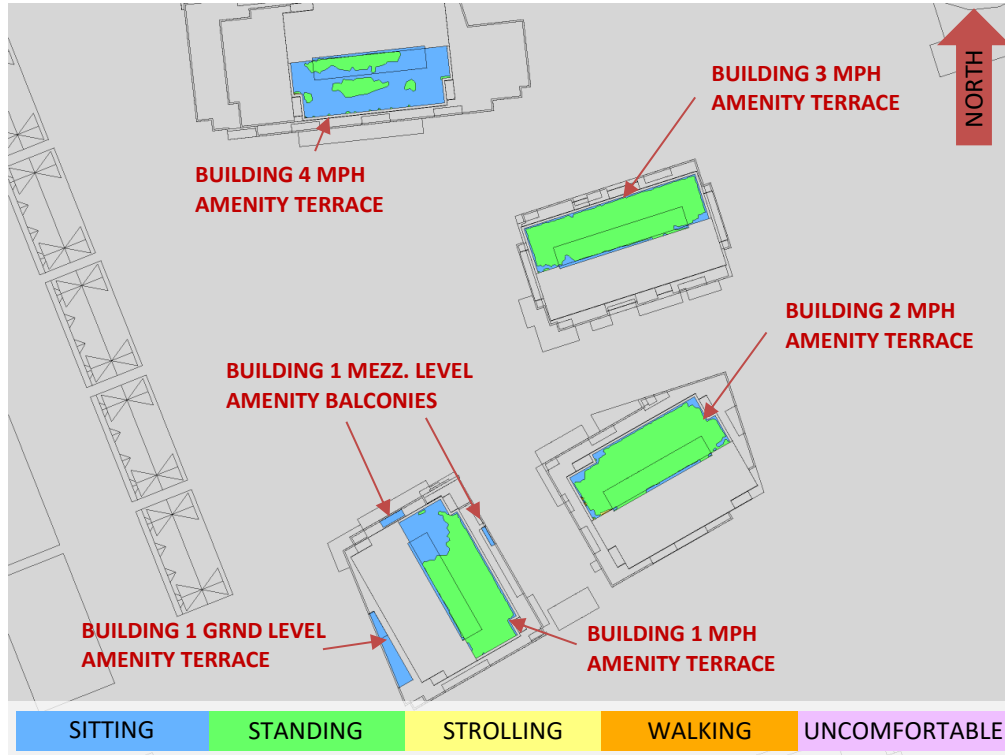 BUILDING 3 MPH
AMENITY TERRACE
NORTH
BUILDING 4 MPH
AMENITY TERRACE
BUILDING 2 MPH
AMENITY TERRACE
BUILDING 1 MEZZ. LEVEL
AMENITY BALCONIES
BUILDING 1 GRND LEVEL
AMENITY TERRACE
BUILDING 1 MPH
AMENITY TERRACE
SITTING
STANDING
STROLLING
WALKING
UNCOMFORTABLE